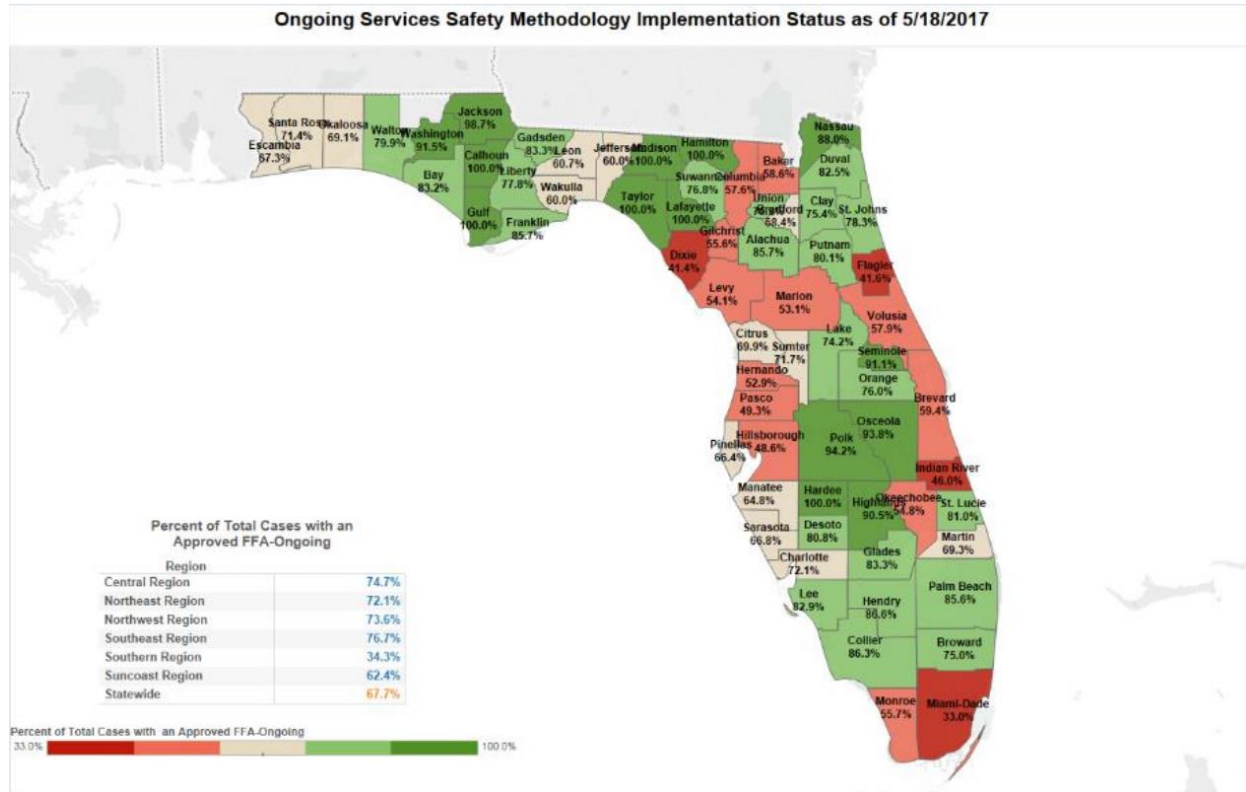 Ongoing Services Safety Methodology Implementation Status as of 5/18/2017
Jackson
98.7%
Santa Rosa
71.4%
Okaloosa
69.1%
Walton
79.9%
Washington
91.5%
Escambia
67.3%
Gadsden
83.3%
Leon
60.7%
Jefferson
60.0%
Madison
100.0%
Hamilton
100.0%
Nassau
88.0%
Baker
58.6%
Duval
82.5%
Calhoun
100.0%
Bay
83.2%
Liberty
77.8%
Wakulla
60.0%
Suwannee
76.8%
Columbia
57.6%
Taylor
100.0%
Lafayette
100.0%
Union
Bradford
68.4%
Clay
75.4%
St. Johns
78.3%
Gulf
100.0%
Franklin
85.7%
Gilchrist
55.6%
Alachua
85.7%
Putnam
80.1%
Dixie
41.4%
Flagler
41.6%
Levy
54.1%
Marion
53.1%
Volusia
57.9%
Citrus
69.9%
Sumter
71.7%
Lake
74.2%
Seminole
91.1%
Hernando
52.9%
Orange
76.0%
Pasco
49.3%
Brevard
59.4%
Osceola
93.8%
Pinellas
66.4%
Hillsborough
48.6%
Polk
94.2%
Indian River
46.0%
Manatee
64.8%
Hardee
100.0%
Highlands
90.5%
Okeechobee
54.8%
St. Lucie
81.0%
Sarasota
66.8%
Desoto
80.8%
Martin
69.3%
Charlotte
72.1%
Glades
83.3%
Lee
82.9%
Hendry
86.6%
Palm Beach
85.6%
Collier
86.3%
Broward
75.0%
Monroe
55.7%
Miami-Dade
33.0%
Percent of Total Cases with an
Approved FFA-Ongoing
Region
Central Region 74.7%
Northeast Region 72.1%
Northwest Region 73.6%
Southeast Region 76.7%
Southern Region 34.3%
Suncoast Region 62.4%
Statewide 67.7%
Percent of Total Cases with an Approved FFA-Ongoing
33.0% 100.0%